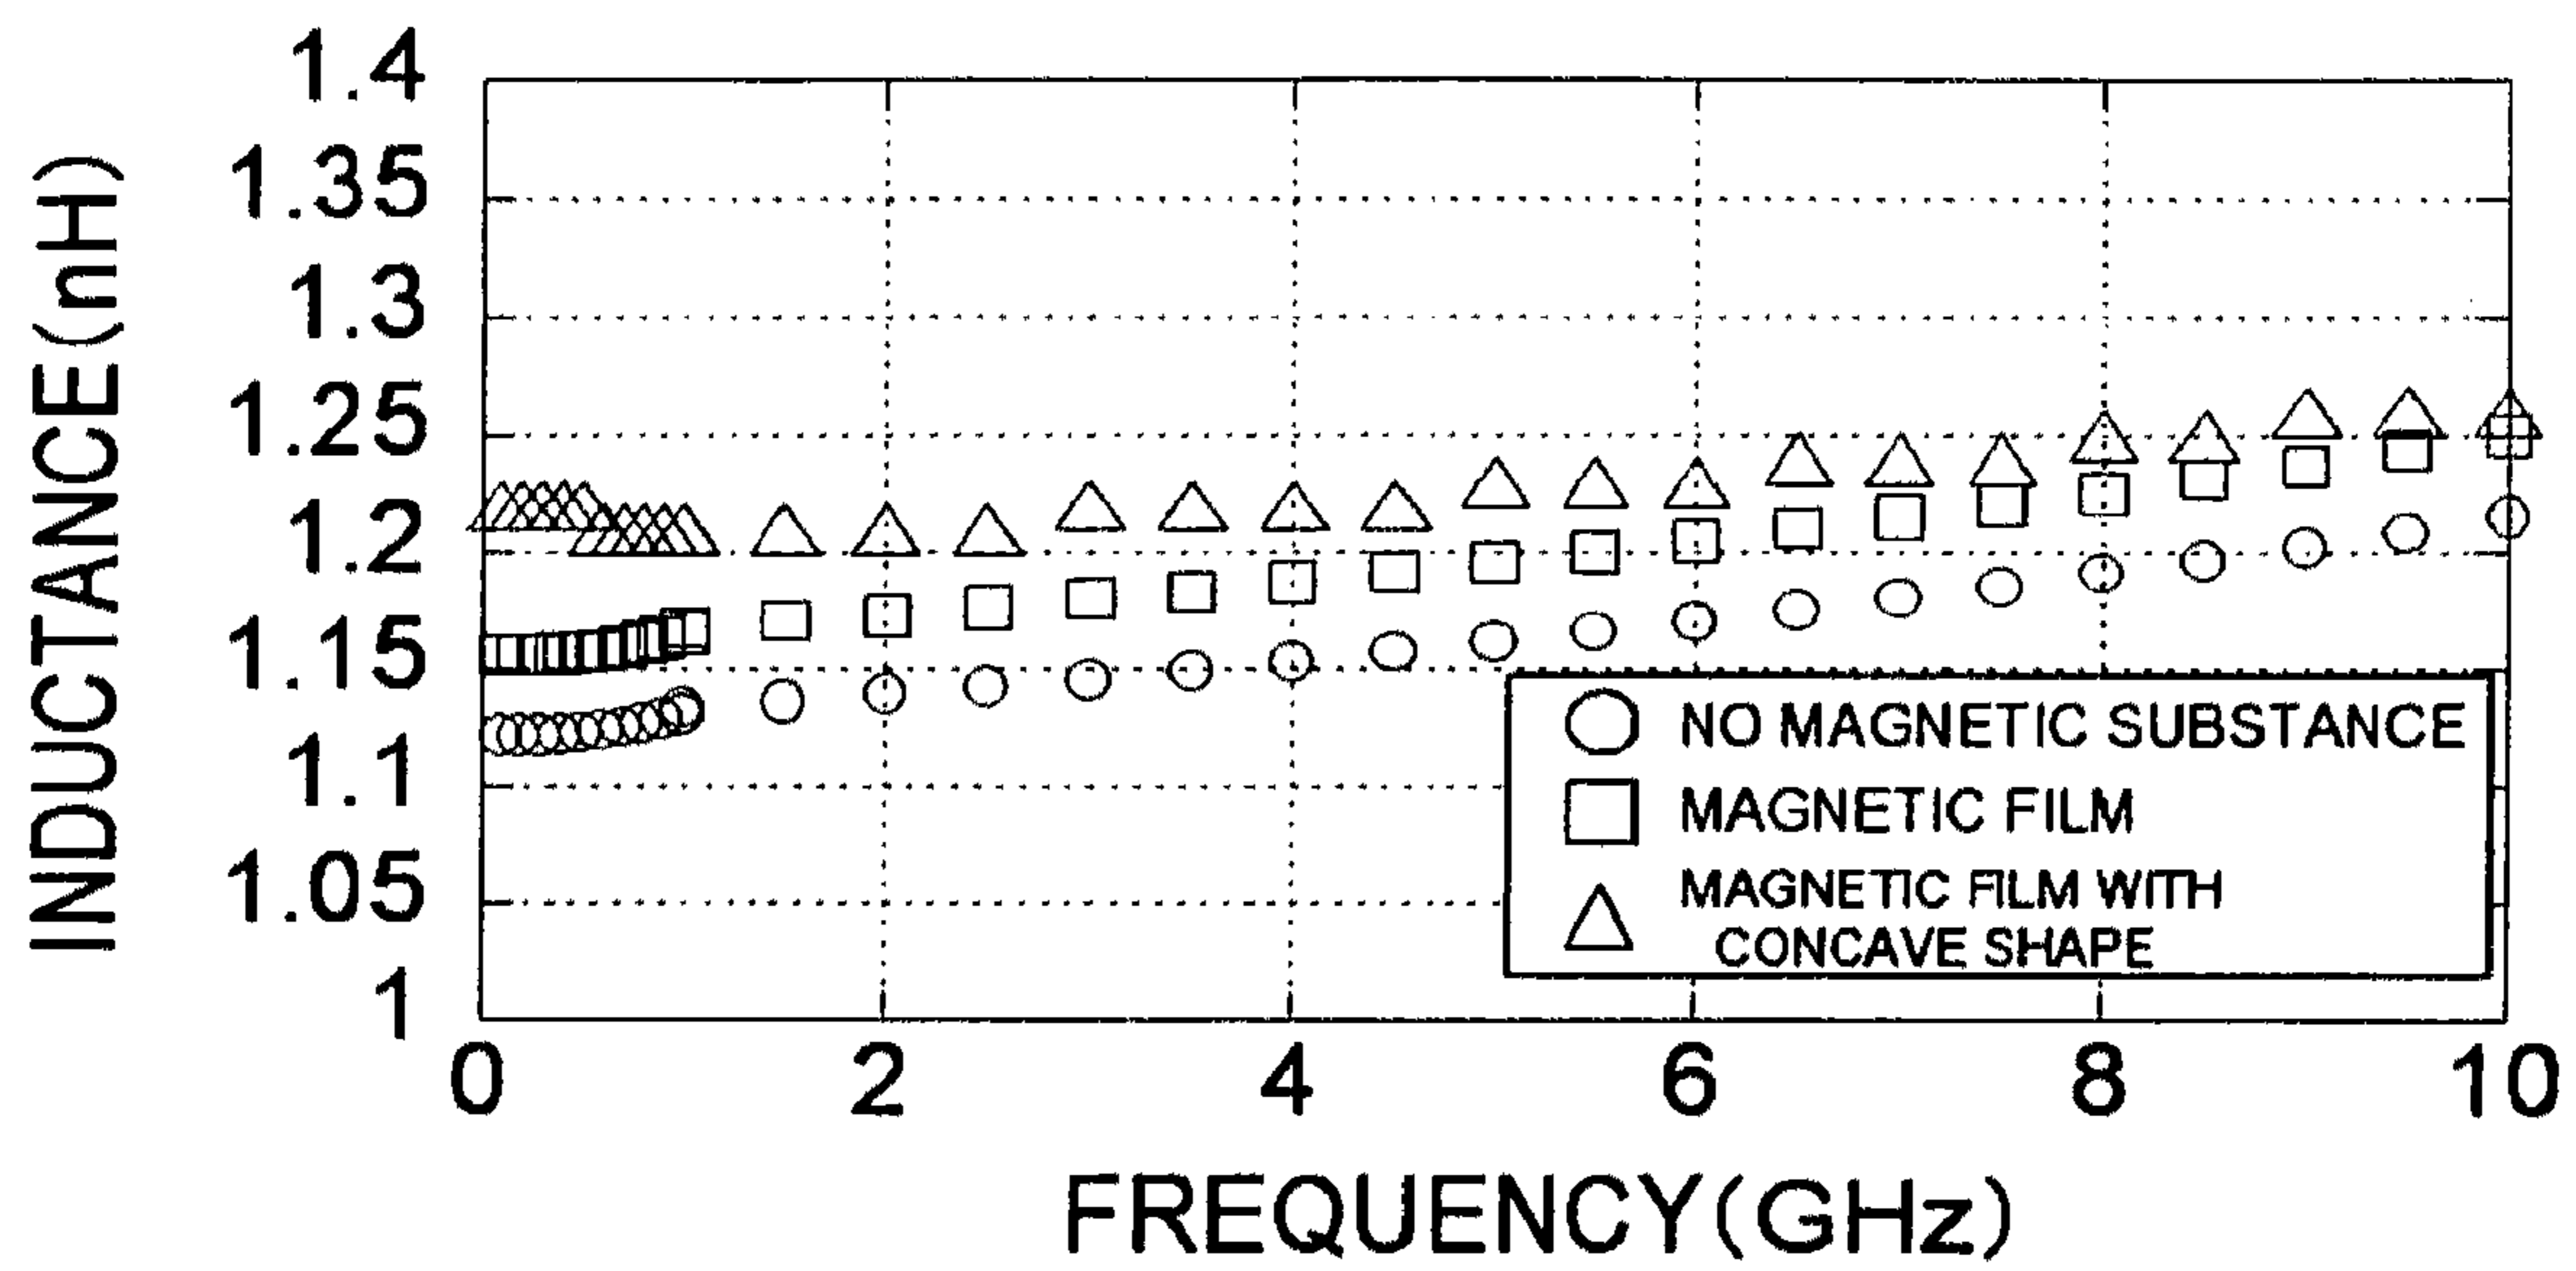 INDUCTANCE(nH)
1.4
1.35
1.3
1.25
1.2
1.15
1.1
1.05
1
NO MAGNETIC SUBSTANCE
MAGNETIC FILM
MAGNETIC FILM WITH
CONCAVE SHAPE
0 2 4 6 8 10
FREQUENCY(GHz)